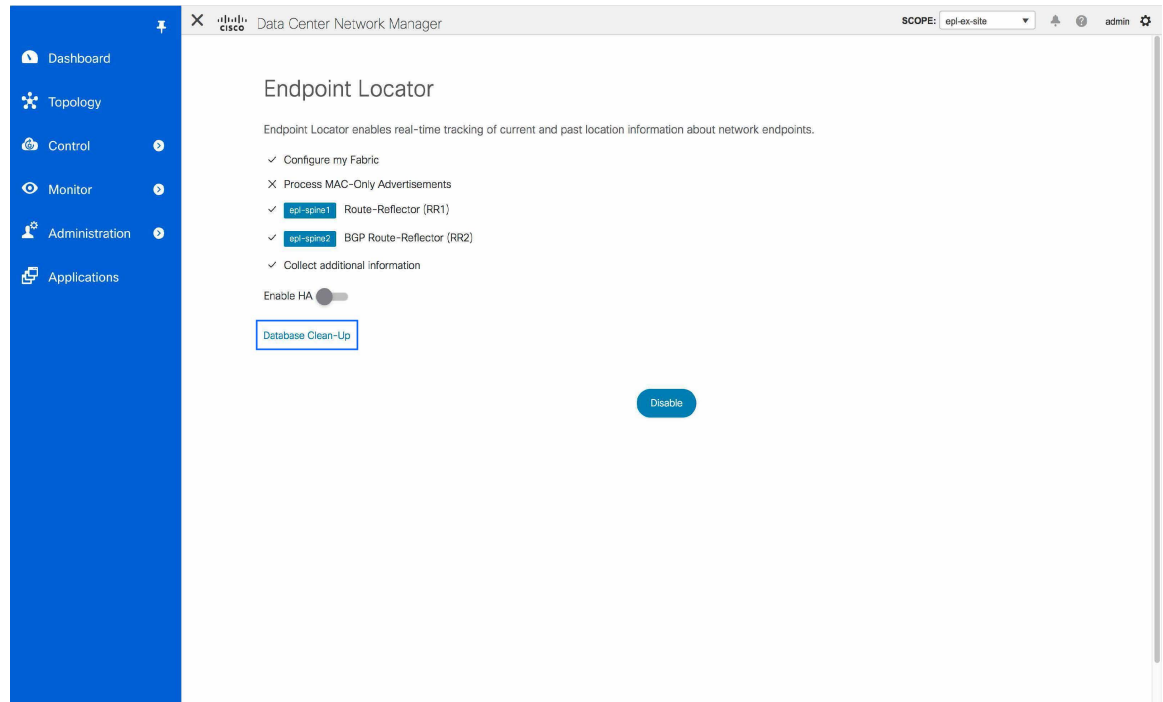 cisco Data Center Network Manager
SCOPE: epl-ex-site admin
Dashboard
Topology
Control
Monitor
Administration
Applications
Endpoint Locator
Endpoint Locator enables real-time tracking of current and past location information about network endpoints.
Configure my Fabric
Process MAC-Only Advertisements
epl-spine1 Route-Reflector (RR1)
epl-spine2 BGP Route-Reflector (RR2)
Collect additional information
Enable HA
Database Clean-Up
Disable